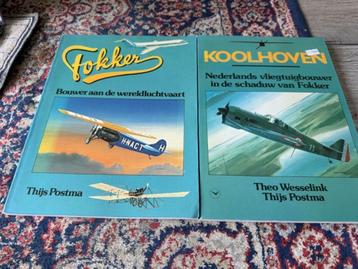 Fokker
Bouwer aan de wereldluchtvaart
H-NACT H
Thijs Postma
KOOLHOVEN
Nederlands vliegtuigbouwer
in de schaduw van Fokker
Theo Wesselink
Thijs Postma